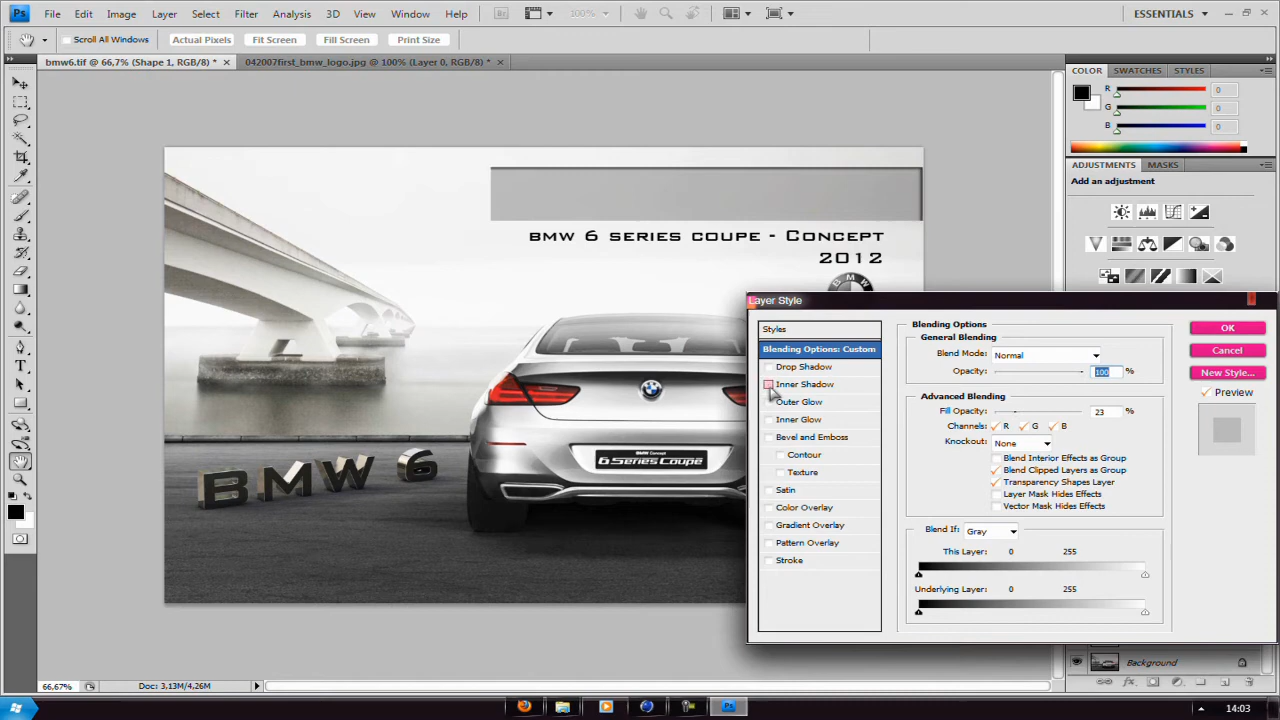 Ps File Edit Image Layer Select Filter Analysis 3D View Window Help Br 100% ESSENTIALS
Scroll All Windows Actual Pixels Fit Screen Fill Screen Print Size
bmw6.tif @ 66,7% (Shape 1, RGB/8) * 042007first_bmw_logo.jpg @ 100% (Layer 0, RGB/8) *
COLOR SWATCHES STYLES
R 0
G 0
B 0
ADJUSTMENTS MASKS
Add an adjustment
BMW 6 SERIES COUPE - CONCEPT
2012
BMW
BMW 6
BMW Concept
6 Series Coupé
Layer Style
Styles
Blending Options: Custom
Drop Shadow
Inner Shadow
Outer Glow
Inner Glow
Bevel and Emboss
Contour
Texture
Satin
Color Overlay
Gradient Overlay
Pattern Overlay
Stroke
Blending Options
General Blending
Blend Mode: Normal
Opacity: 100 %
Advanced Blending
Fill Opacity: 23 %
Channels: R G B
Knockout: None
Blend Interior Effects as Group
Blend Clipped Layers as Group
Transparency Shapes Layer
Layer Mask Hides Effects
Vector Mask Hides Effects
Blend If: Gray
This Layer: 0 255
Underlying Layer: 0 255
OK
Cancel
New Style...
Preview
Background
66,67% Doc: 3,13M/4,26M
Ps 14:03